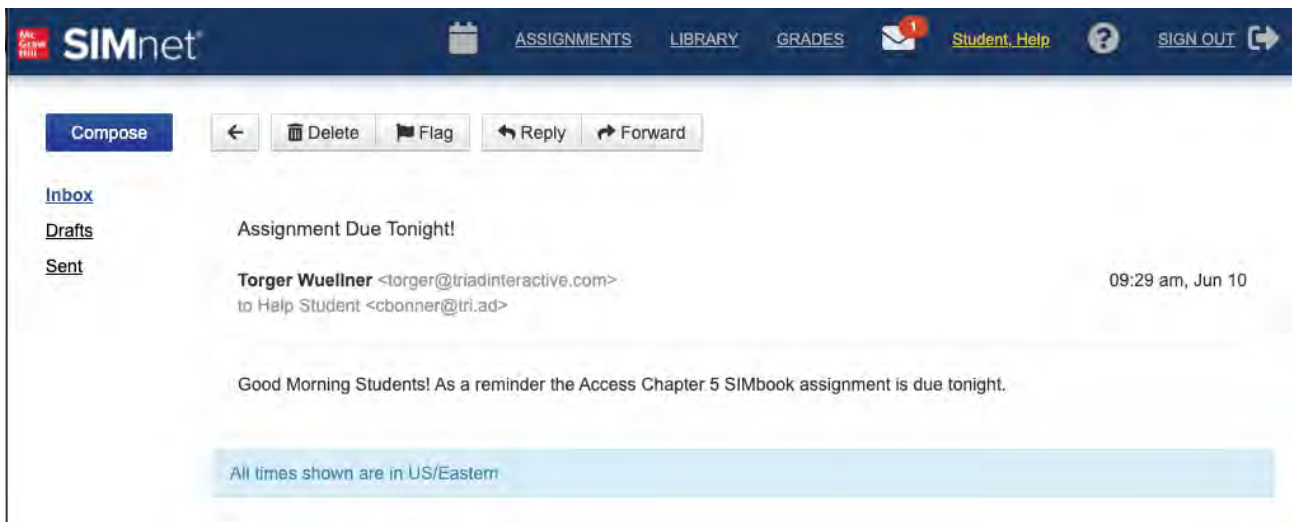 Mc Graw Hill SIMnet ASSIGNMENTS LIBRARY GRADES 1 Student, Help ? SIGN OUT
Compose Delete Flag Reply Forward
Inbox
Drafts
Sent
Assignment Due Tonight!
Torger Wuellner <torger@triadinteractive.com> 09:29 am, Jun 10
to Help Student <cbonner@tri.ad>
Good Morning Students! As a reminder the Access Chapter 5 SIMbook assignment is due tonight.
All times shown are in US/Eastern